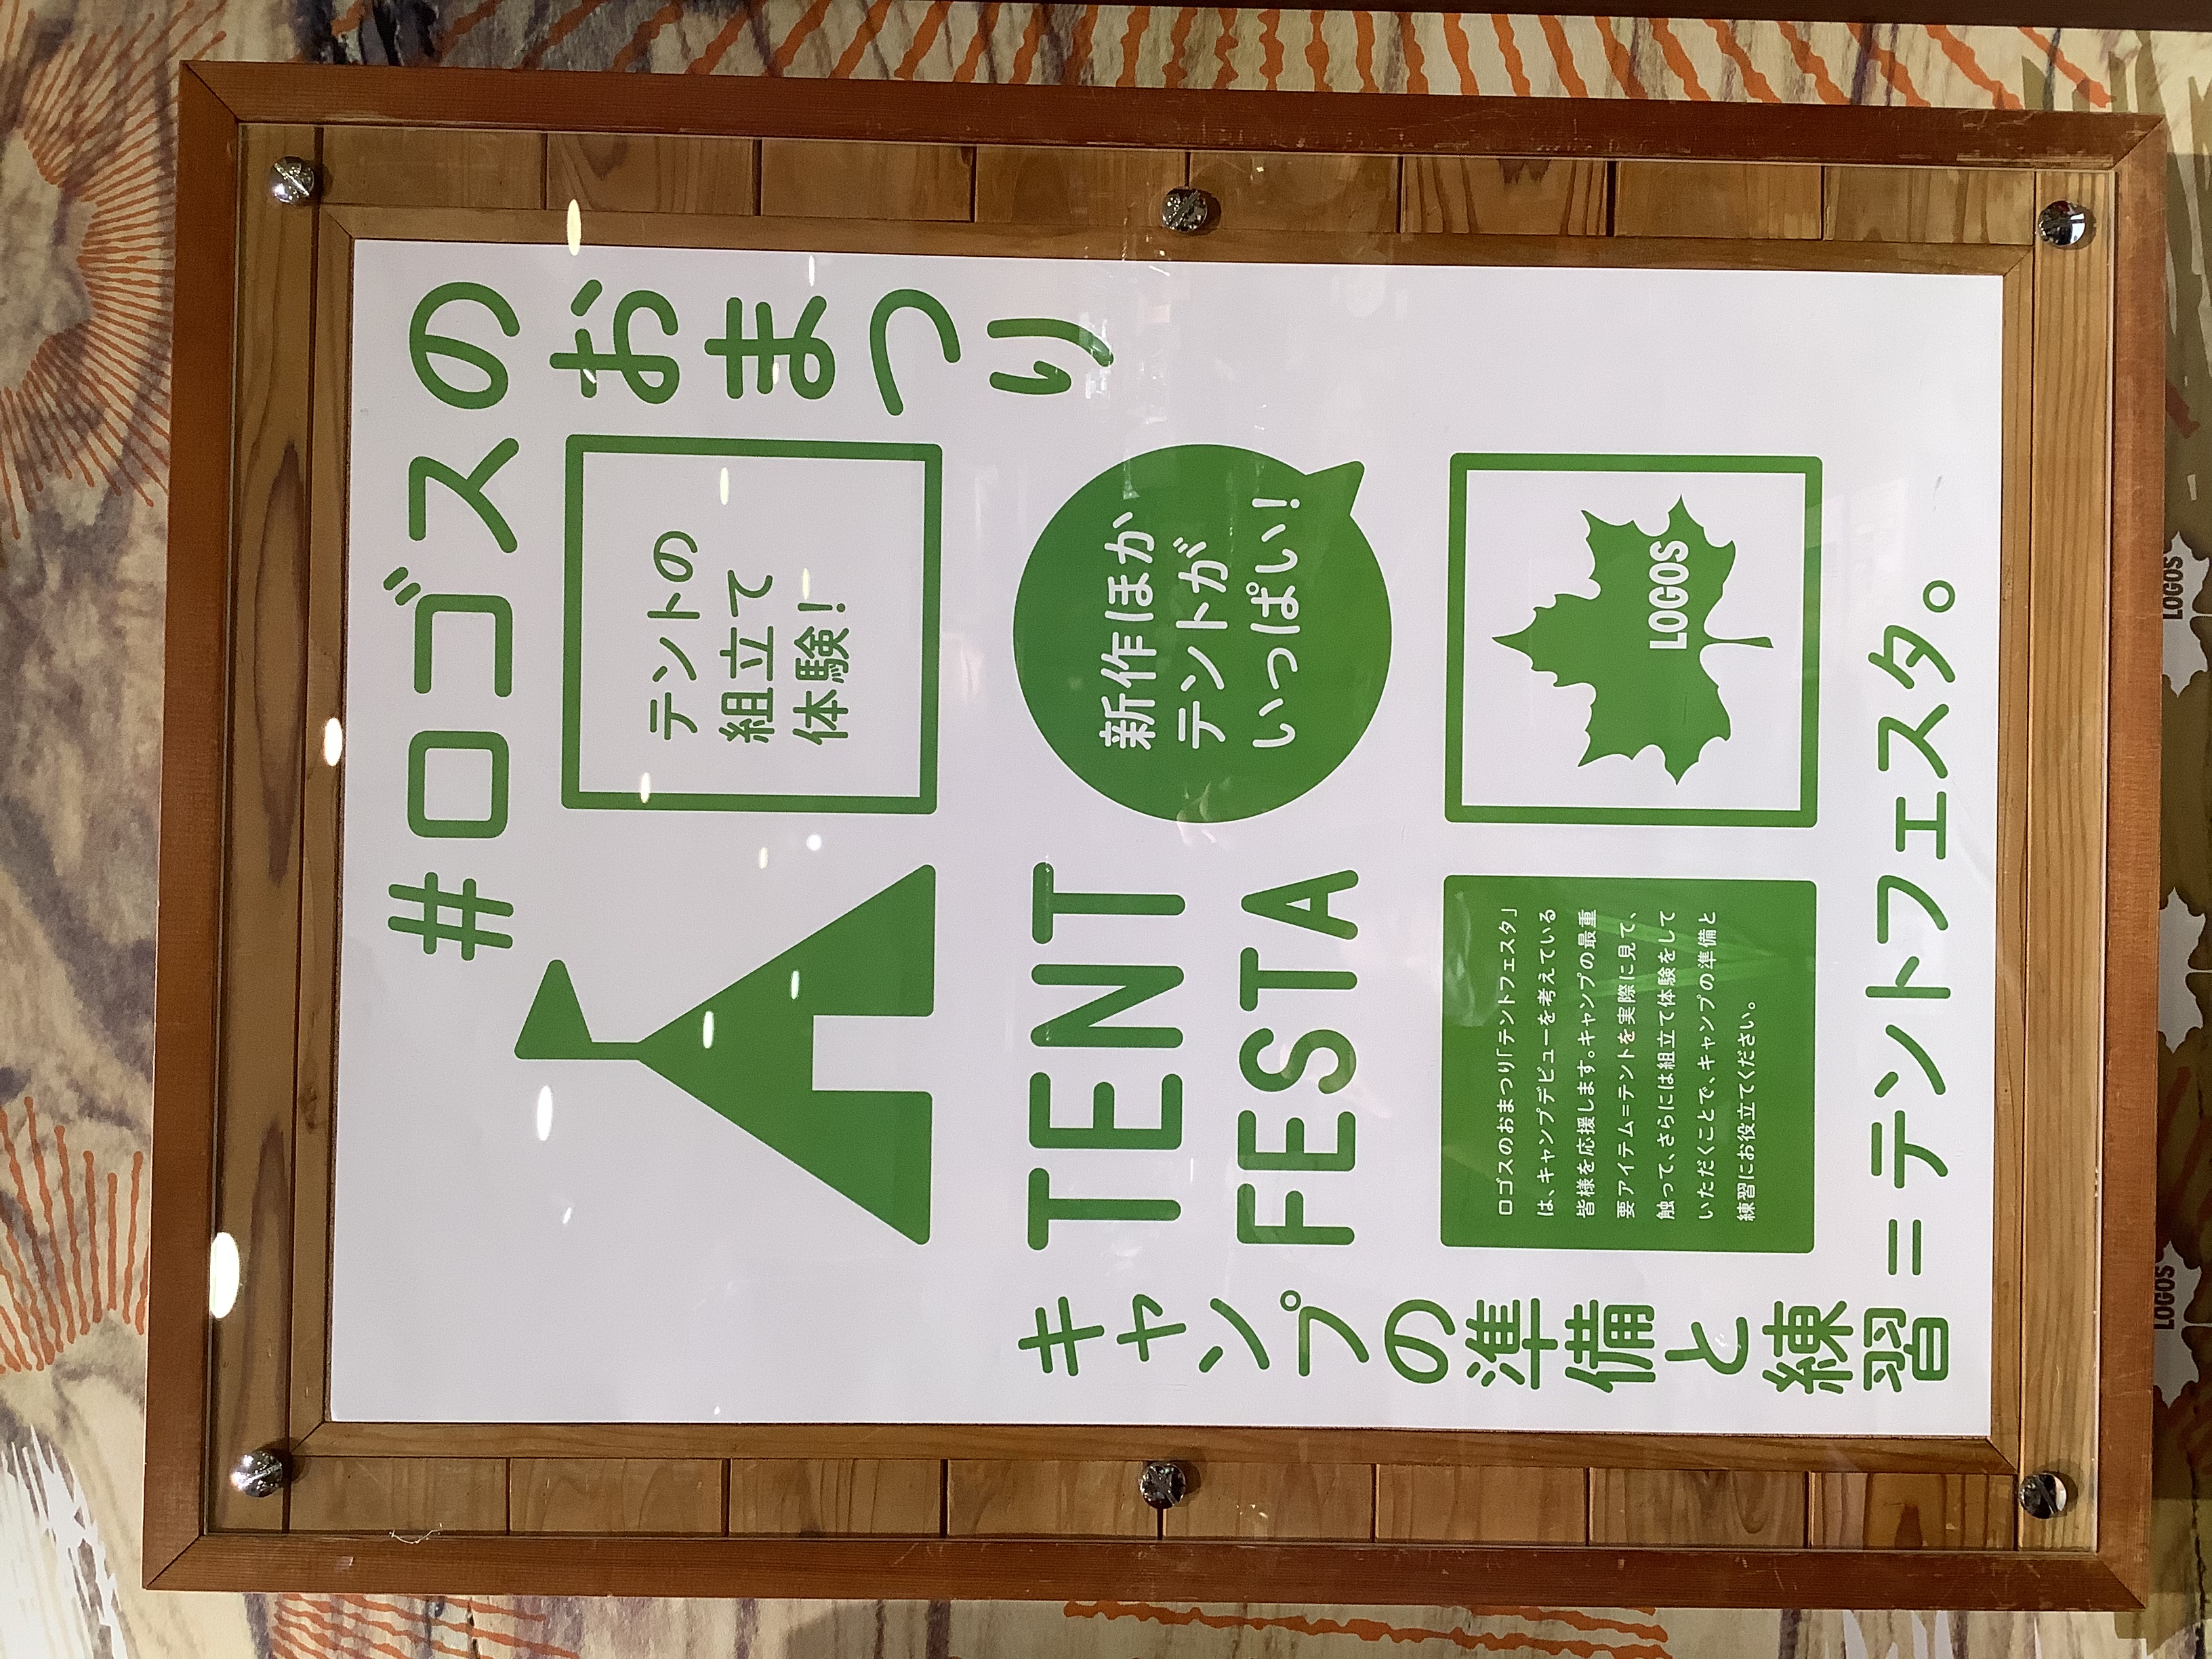 #ロゴスのおまつり
テントの
組立て
体験!
TENT
FESTA
新作ほか
テントが
いっぱい!
キャンプの準備と練習=テントフェスタ。
ロゴスのおまつり「テントフェスタ」
は、キャンプデビューを考えている
皆様を応援します。キャンプの最重
要アイテム=テントを実際に見て、
触って、さらには組立て体験をして
いただくことで、キャンプの準備と
練習にお役立てください。
LOGOS
LOGOS
LOGOS